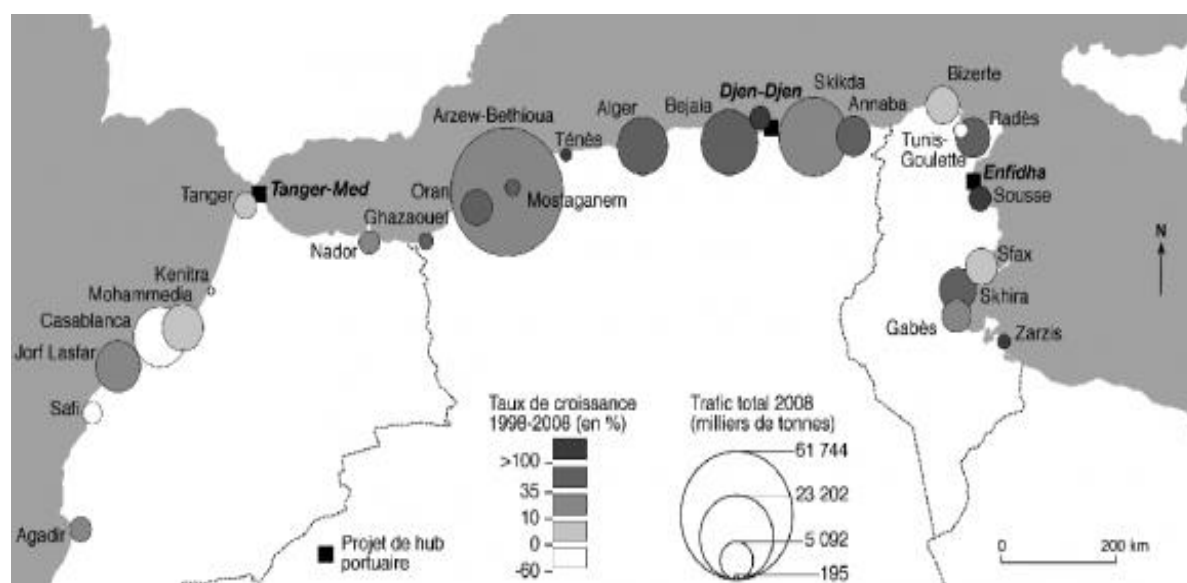 Bizerte
Skikda
Djen-Djen
Alger
Bejaia
Annaba
Arzew-Bethioua
Radès
Ténès
Tunis-
Goulette
Enfidha
Tanger-Med
Oran
Tanger
Mostaganem
Sousse
Ghazaouet
N
Nador
Sfax
Kenitra
Mohammedia
Skhira
Casablanca
Gabès
Zarzis
Jorf Lasfar
Safi
Agadir
Taux de croissance
1998-2008 (en %)
>100
35
10
0
-60
Trafic total 2008
(milliers de tonnes)
61 744
23 202
5 092
195
Projet de hub
portuaire
0 200 km